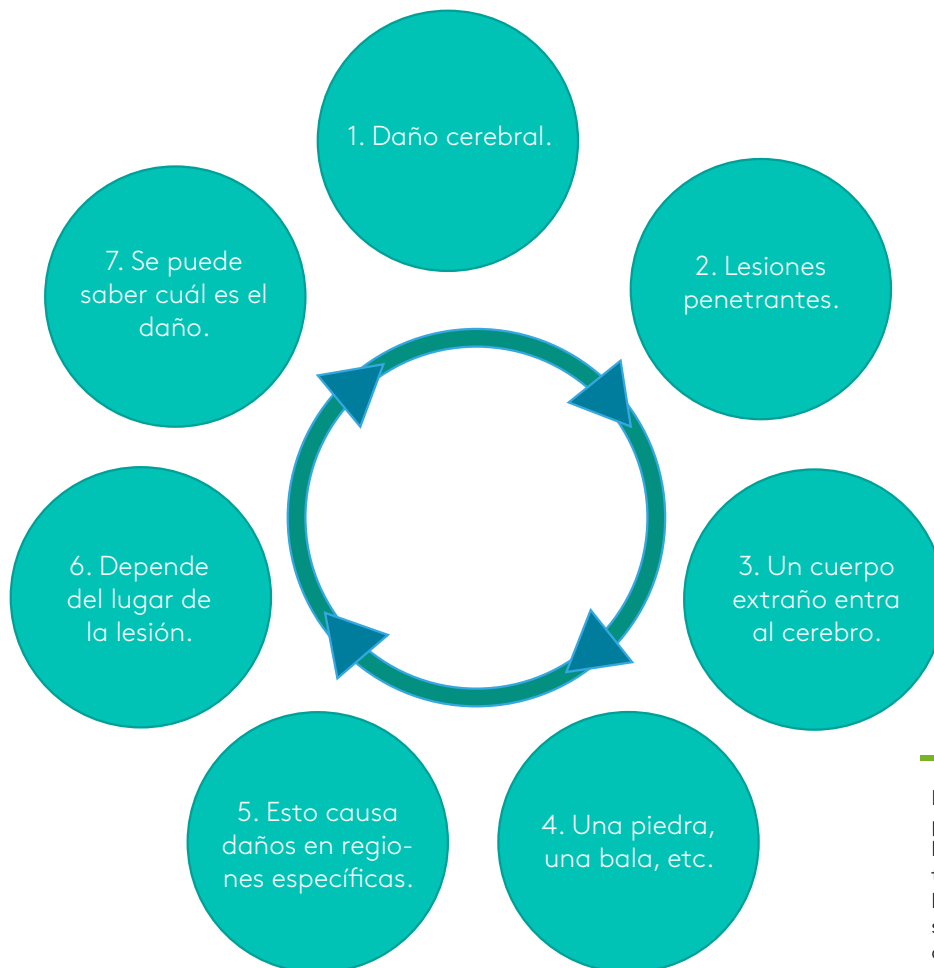 1. Daño cerebral.
2. Lesiones
penetrantes.
3. Un cuerpo
extraño entra
al cerebro.
4. Una piedra,
una bala, etc.
5. Esto causa
daños en regio-
nes específicas.
6. Depende
del lugar de
la lesión.
7. Se puede
saber cuál es el
daño.